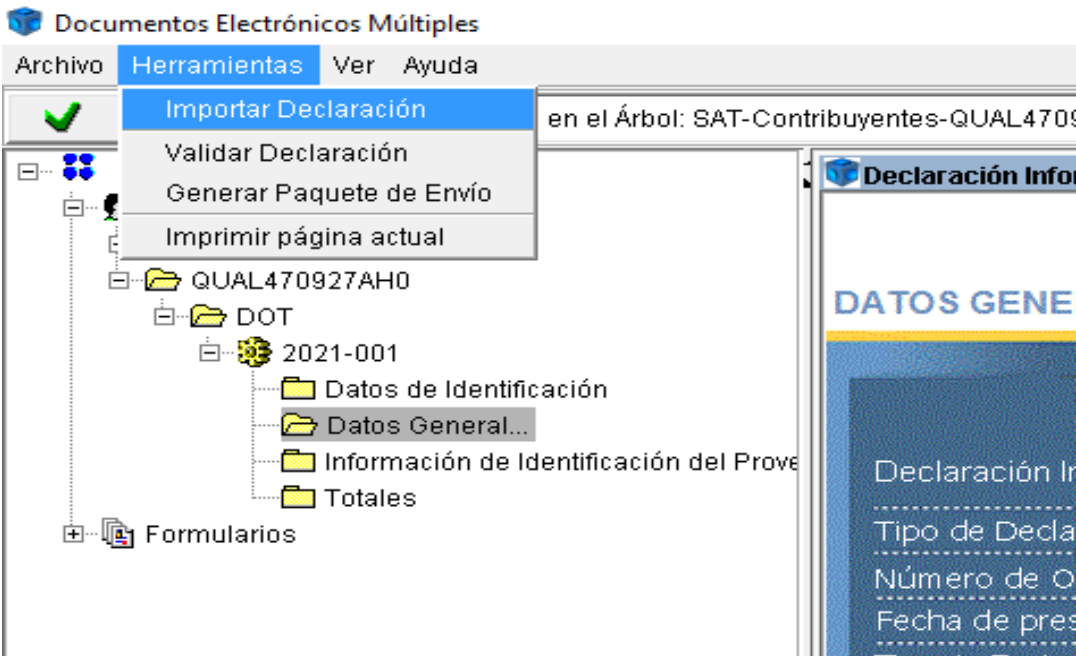 Documentos Electrónicos Múltiples
Archivo Herramientas Ver Ayuda
Importar Declaración
en el Árbol: SAT-Contribuyentes-QUAL4709
Validar Declaración
Generar Paquete de Envío
Imprimir página actual
QUAL470927AH0
DOT
2021-001
Datos de Identificación
Datos General...
Información de Identificación del Prove
Totales
Formularios
Declaración Infor
DATOS GENE
Declaración In
Tipo de Decla
Número de O
Fecha de pres